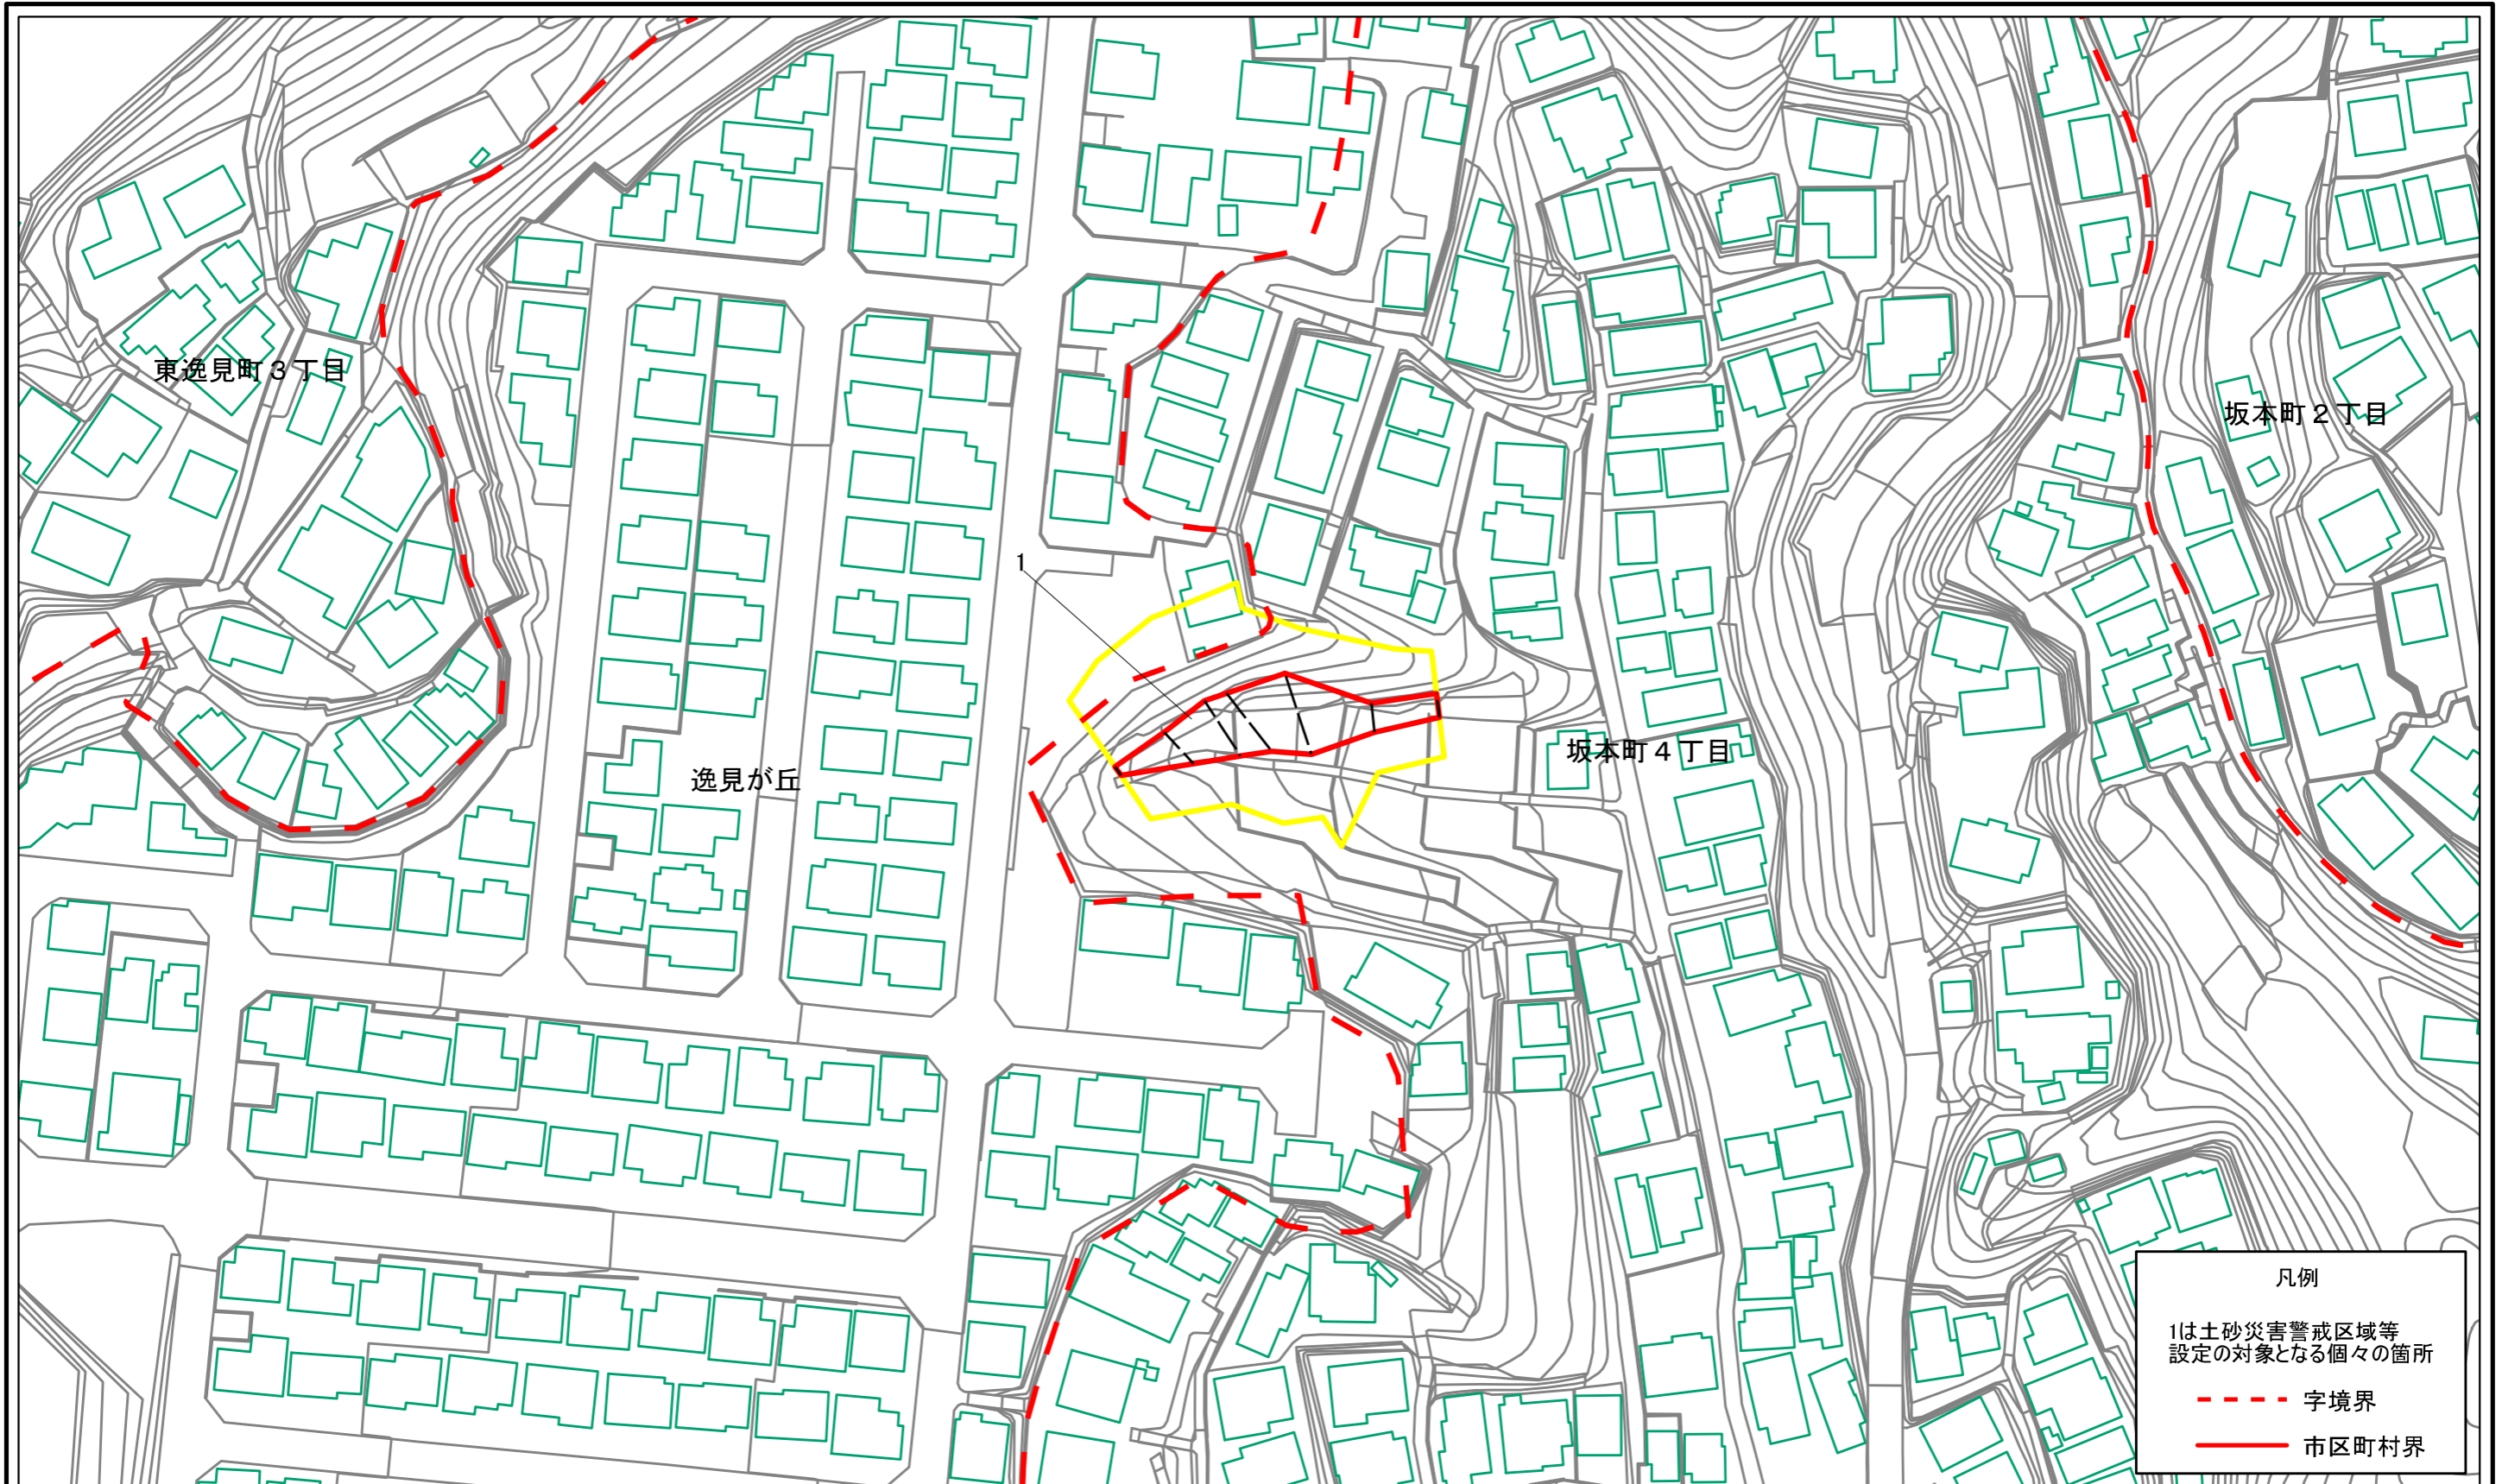 東逸見町３丁目
坂本町２丁目
1
坂本町４丁目
逸見が丘
凡例
1は土砂災害警戒区域等
設定の対象となる個々の箇所
字境界
市区町村界